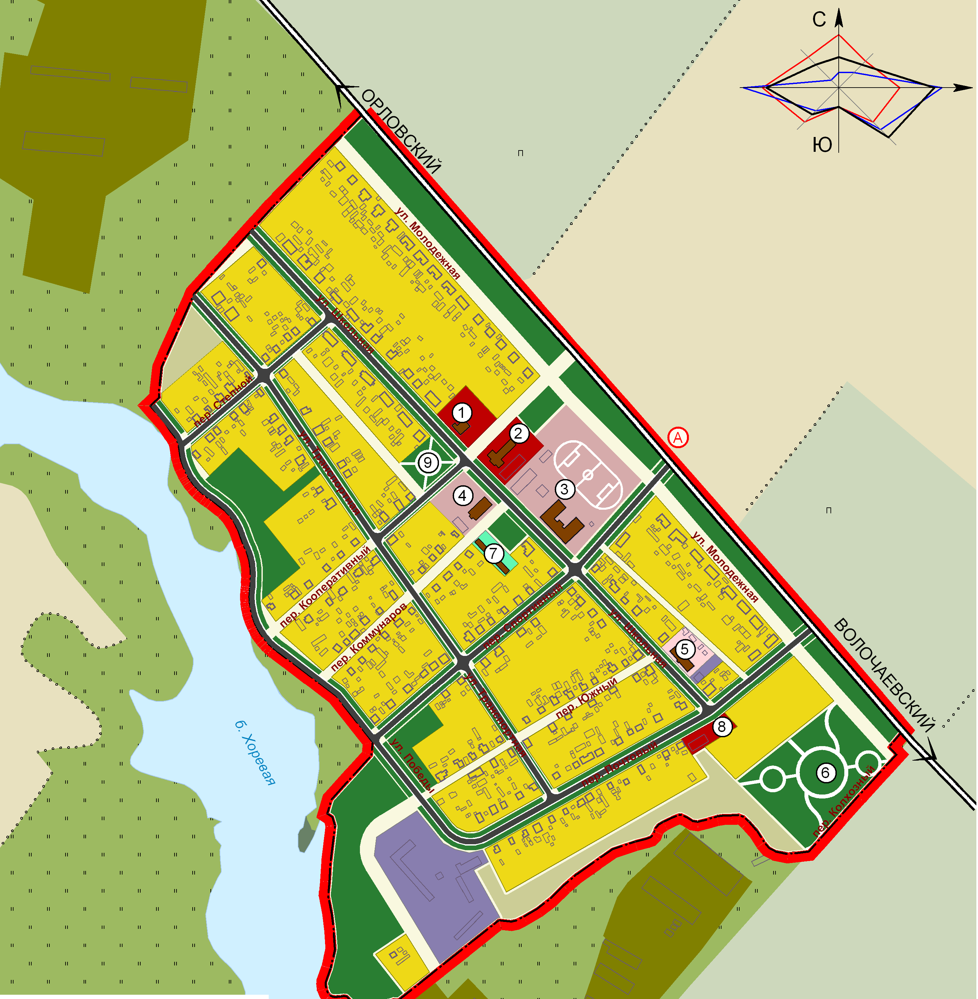 С
Ю
ОРЛОВСКИЙ
П
ул. Молодежная
ул. Школьная
пер. Степной
1
2
А
9
ул. Транспортная
3
4
П
7
ул. Молодежная
пер. Кооперативный
пер. Коммунаров
пер. Спортивный
ул. Школьная
5
ВОЛОЧАЕВСКИЙ
ул. Транспортная
пер. Южный
8
б. Хоревая
ул. Победы
пер. Почтовый
6
пер. Колхозный